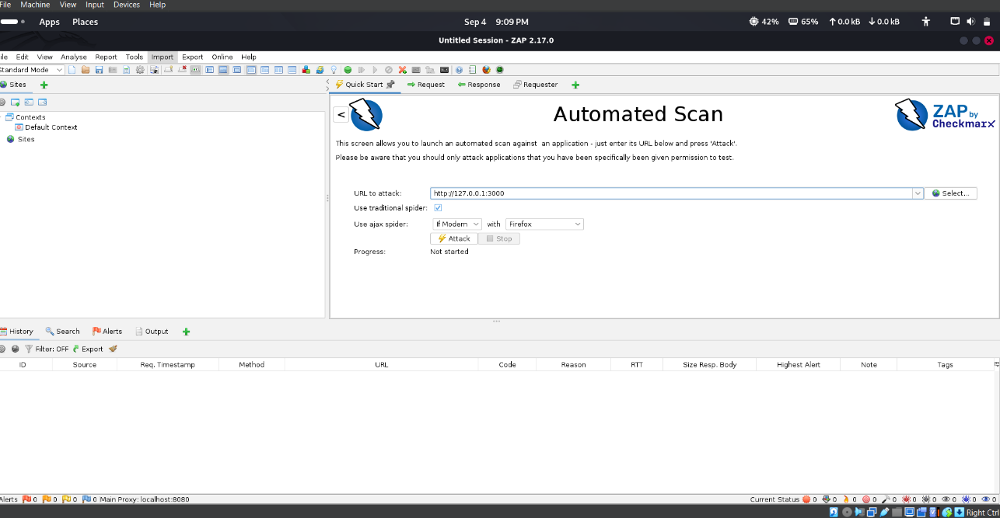 File Machine View Input Devices Help
Apps Places Sep 4 9:09 PM 42% 65% 0.0 kB 0.0 kB
Untitled Session - ZAP 2.17.0
ile Edit View Analyse Report Tools Import Export Online Help
Standard Mode
Sites
Quick Start Request Response Requester
Contexts
Default Context
Sites
<
Automated Scan
ZAP by
Checkmarx
This screen allows you to launch an automated scan against an application - just enter its URL below and press 'Attack'.
Please be aware that you should only attack applications that you have been specifically been given permission to test.
URL to attack: http://127.0.0.1:3000 Select...
Use traditional spider:
Use ajax spider: If Modern with Firefox
Attack Stop
Progress: Not started
History Search Alerts Output
Filter: OFF Export
ID Source Req. Timestamp Method URL Code Reason RTT Size Resp. Body Highest Alert Note Tags
Alerts 0 0 0 0 Main Proxy: localhost:8080 Current Status 0 0 0 0 0 0 0 0 0 0
Right Ctrl